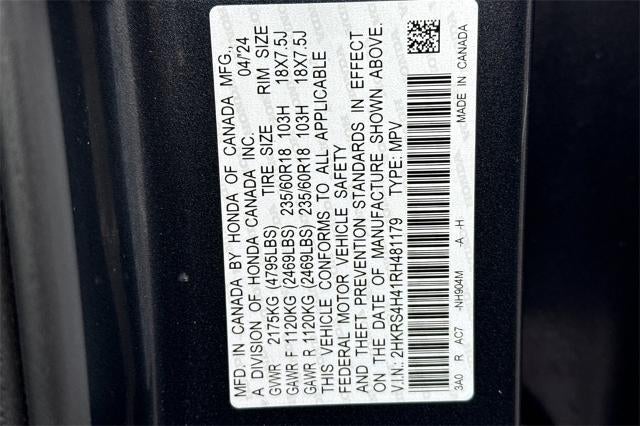 MFD. IN CANADA BY HONDA OF CANADA MFG.,
A DIVISION OF HONDA CANADA INC. 04/'24
GVWR 2175KG (4795LBS) TIRE SIZE RIM SIZE
GAWR F 1120KG (2469LBS) 235/60R18 103H 18X7.5J
GAWR R 1120KG (2469LBS) 235/60R18 103H 18X7.5J
THIS VEHICLE CONFORMS TO ALL APPLICABLE
FEDERAL MOTOR VEHICLE SAFETY
AND THEFT PREVENTION STANDARDS IN EFFECT
ON THE DATE OF MANUFACTURE SHOWN ABOVE.
V.I.N: 2HKRS4H41RH481179 TYPE: MPV
3A0 R AC7 -NH904M -A -H MADE IN CANADA